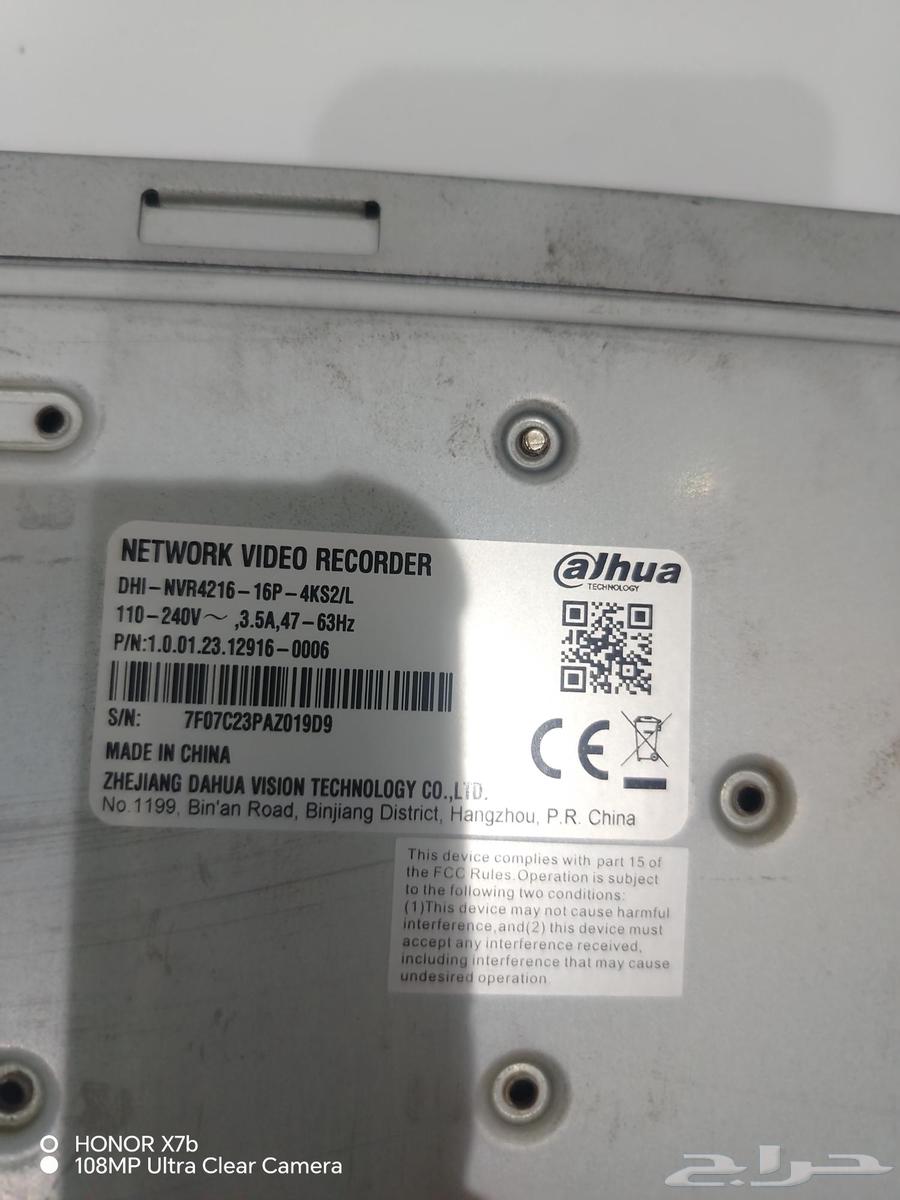 NETWORK VIDEO RECORDER
DHI-NVR4216-16P-4KS2/L
110-240V～,3.5A,47-63Hz
P/N:1.0.01.23.12916-0006
S/N: 7F07C23PAZ019D9
MADE IN CHINA
ZHEJIANG DAHUA VISION TECHNOLOGY CO.,LTD.
No.1199, Bin'an Road, Binjiang District, Hangzhou, P.R. China
alhua
TECHNOLOGY
CE
This device complies with part 15 of
the FCC Rules.Operation is subject
to the following two conditions:
(1)This device may not cause harmful
interference,and(2) this device must
accept any interference received,
including interference that may cause
undesired operation
HONOR X7b
108MP Ultra Clear Camera
حراج